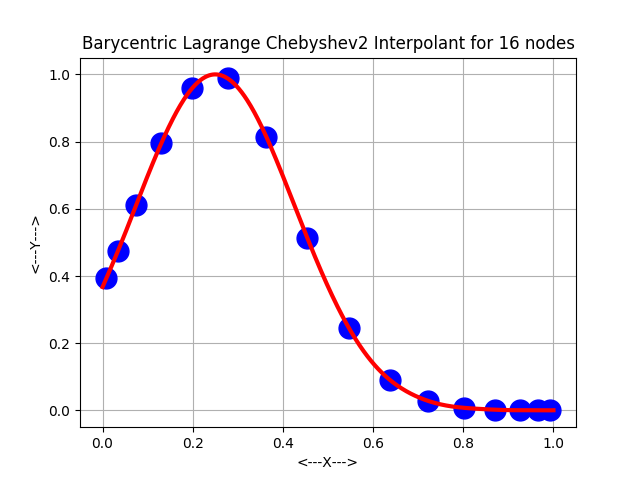 Barycentric Lagrange Chebyshev2 Interpolant for 16 nodes
1.0
0.8
0.6
0.4
0.2
0.0
<---Y--->
0.0 0.2 0.4 0.6 0.8 1.0
<---X--->